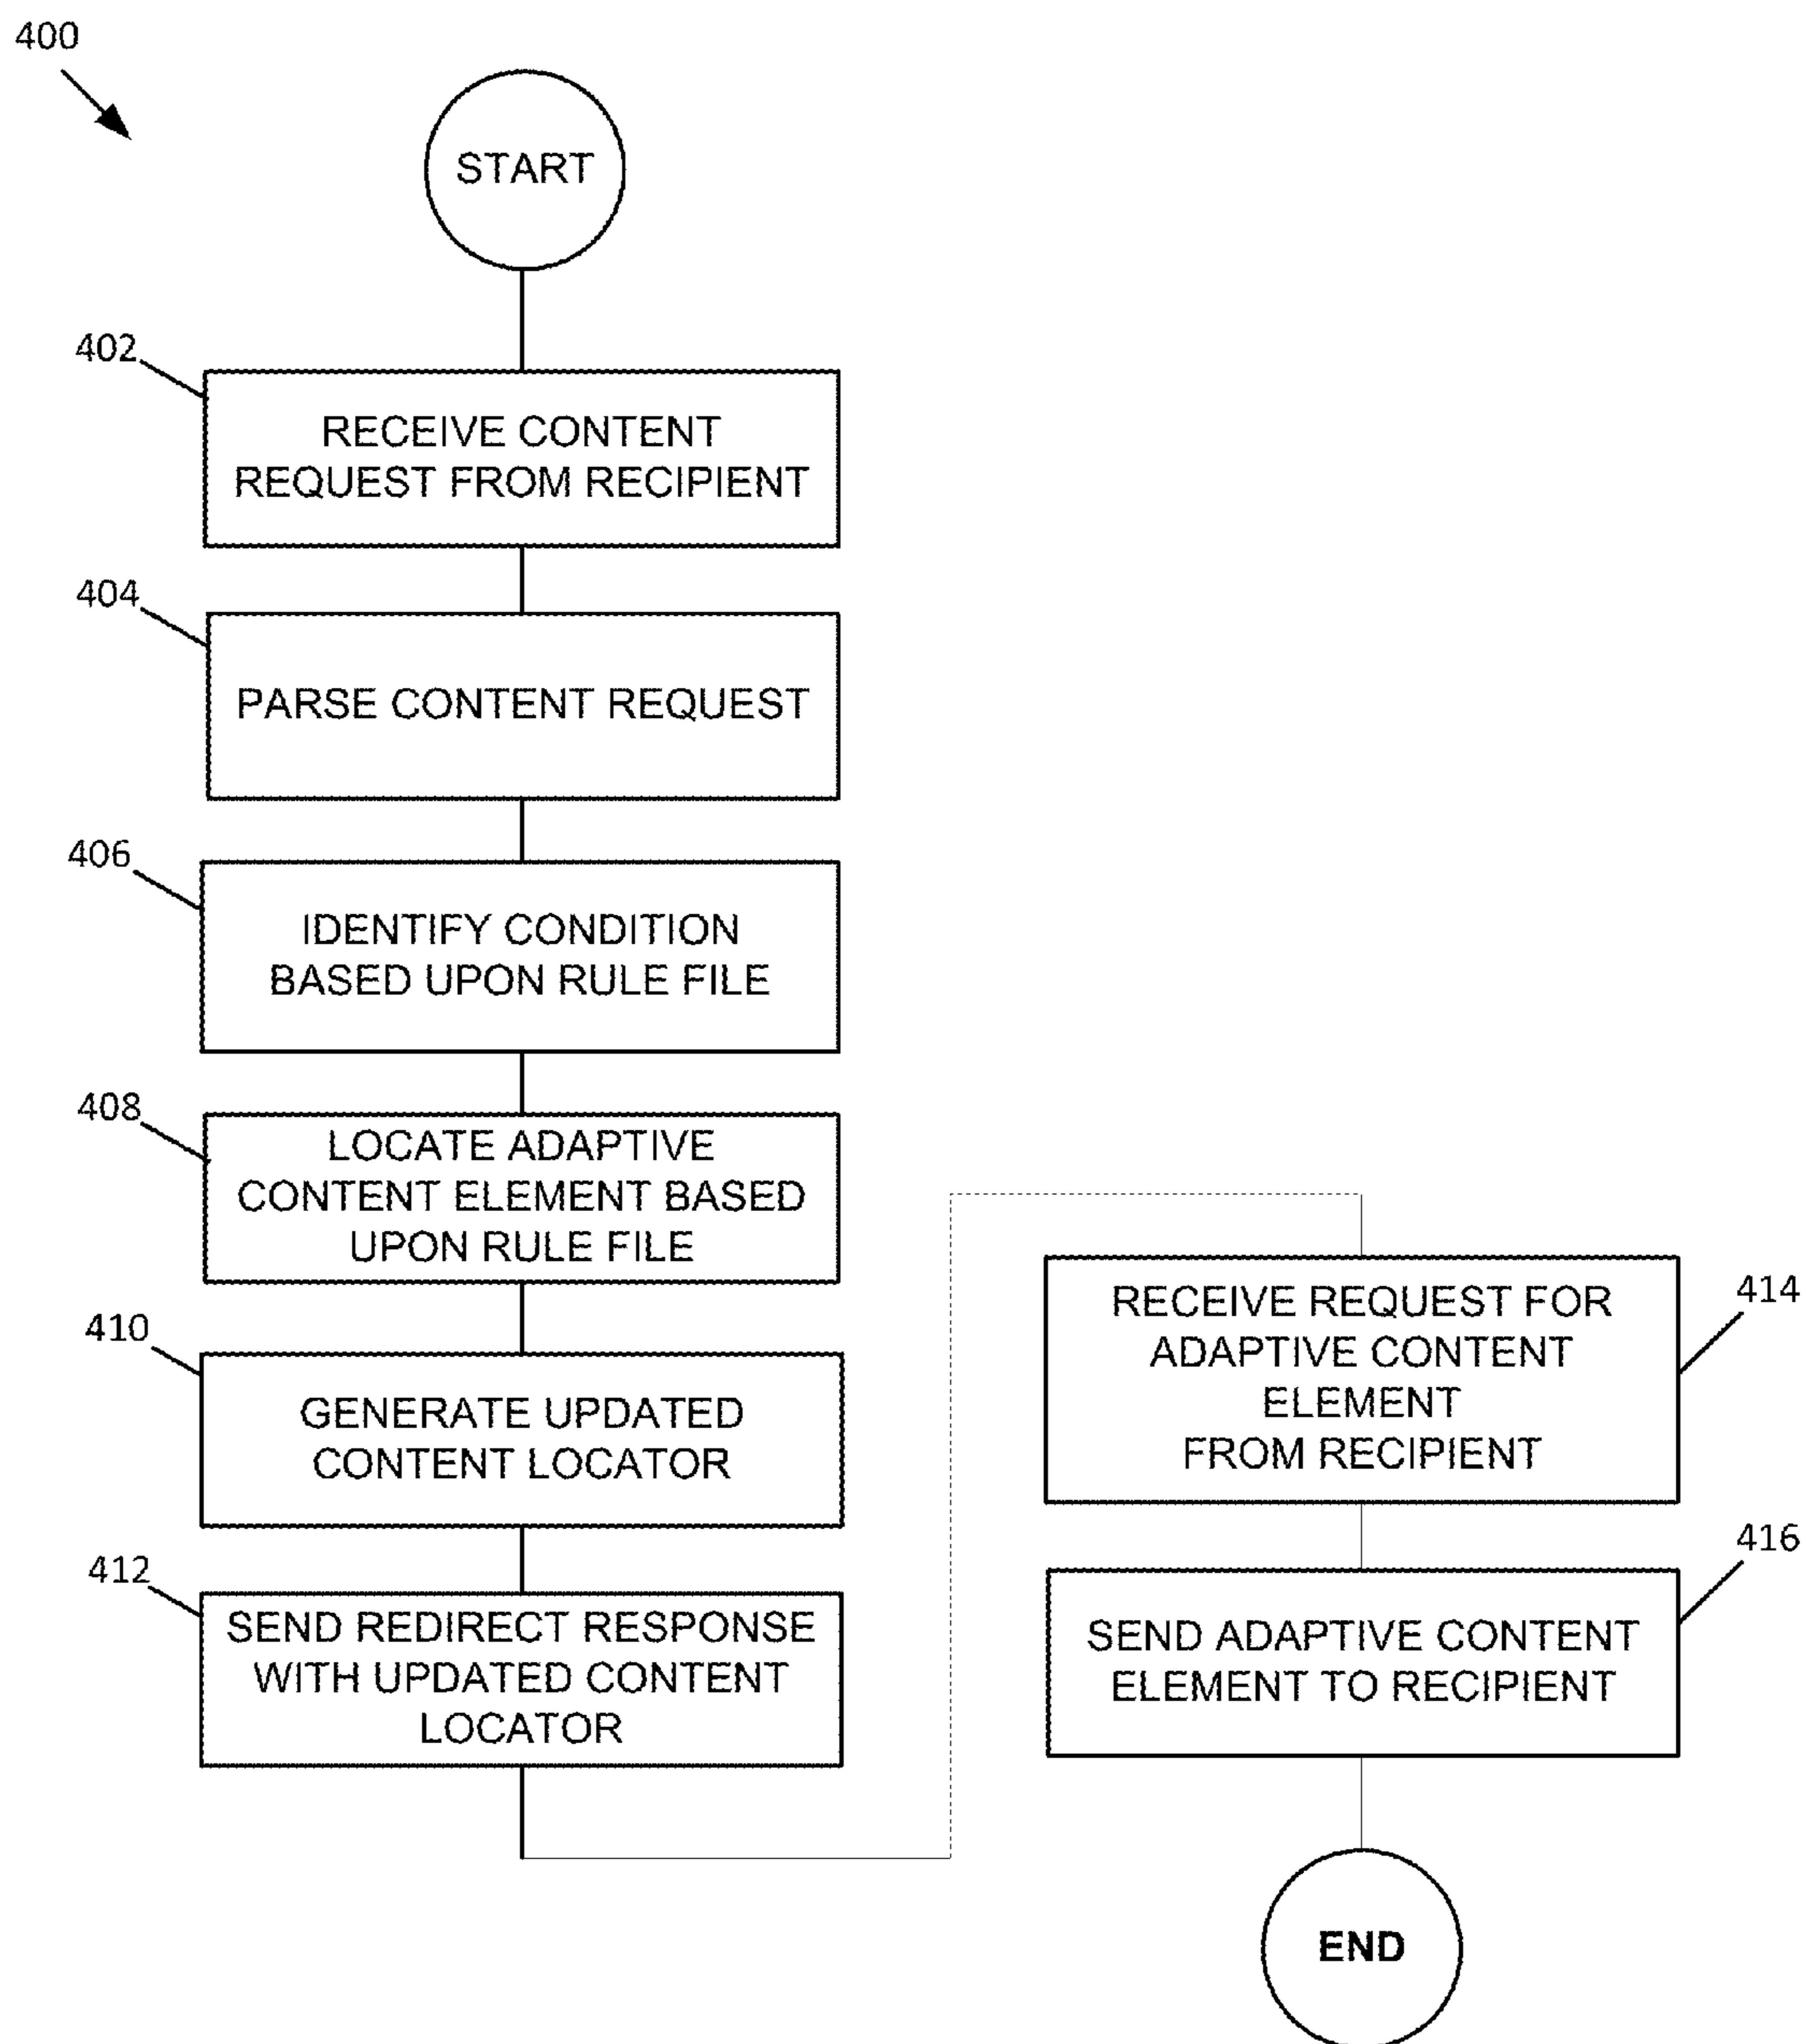 400
START
402
RECEIVE CONTENT
REQUEST FROM RECIPIENT
404
PARSE CONTENT REQUEST
406
IDENTIFY CONDITION
BASED UPON RULE FILE
408
LOCATE ADAPTIVE
CONTENT ELEMENT BASED
UPON RULE FILE
410
GENERATE UPDATED
CONTENT LOCATOR
412
SEND REDIRECT RESPONSE
WITH UPDATED CONTENT
LOCATOR
414
RECEIVE REQUEST FOR
ADAPTIVE CONTENT
ELEMENT
FROM RECIPIENT
416
SEND ADAPTIVE CONTENT
ELEMENT TO RECIPIENT
END